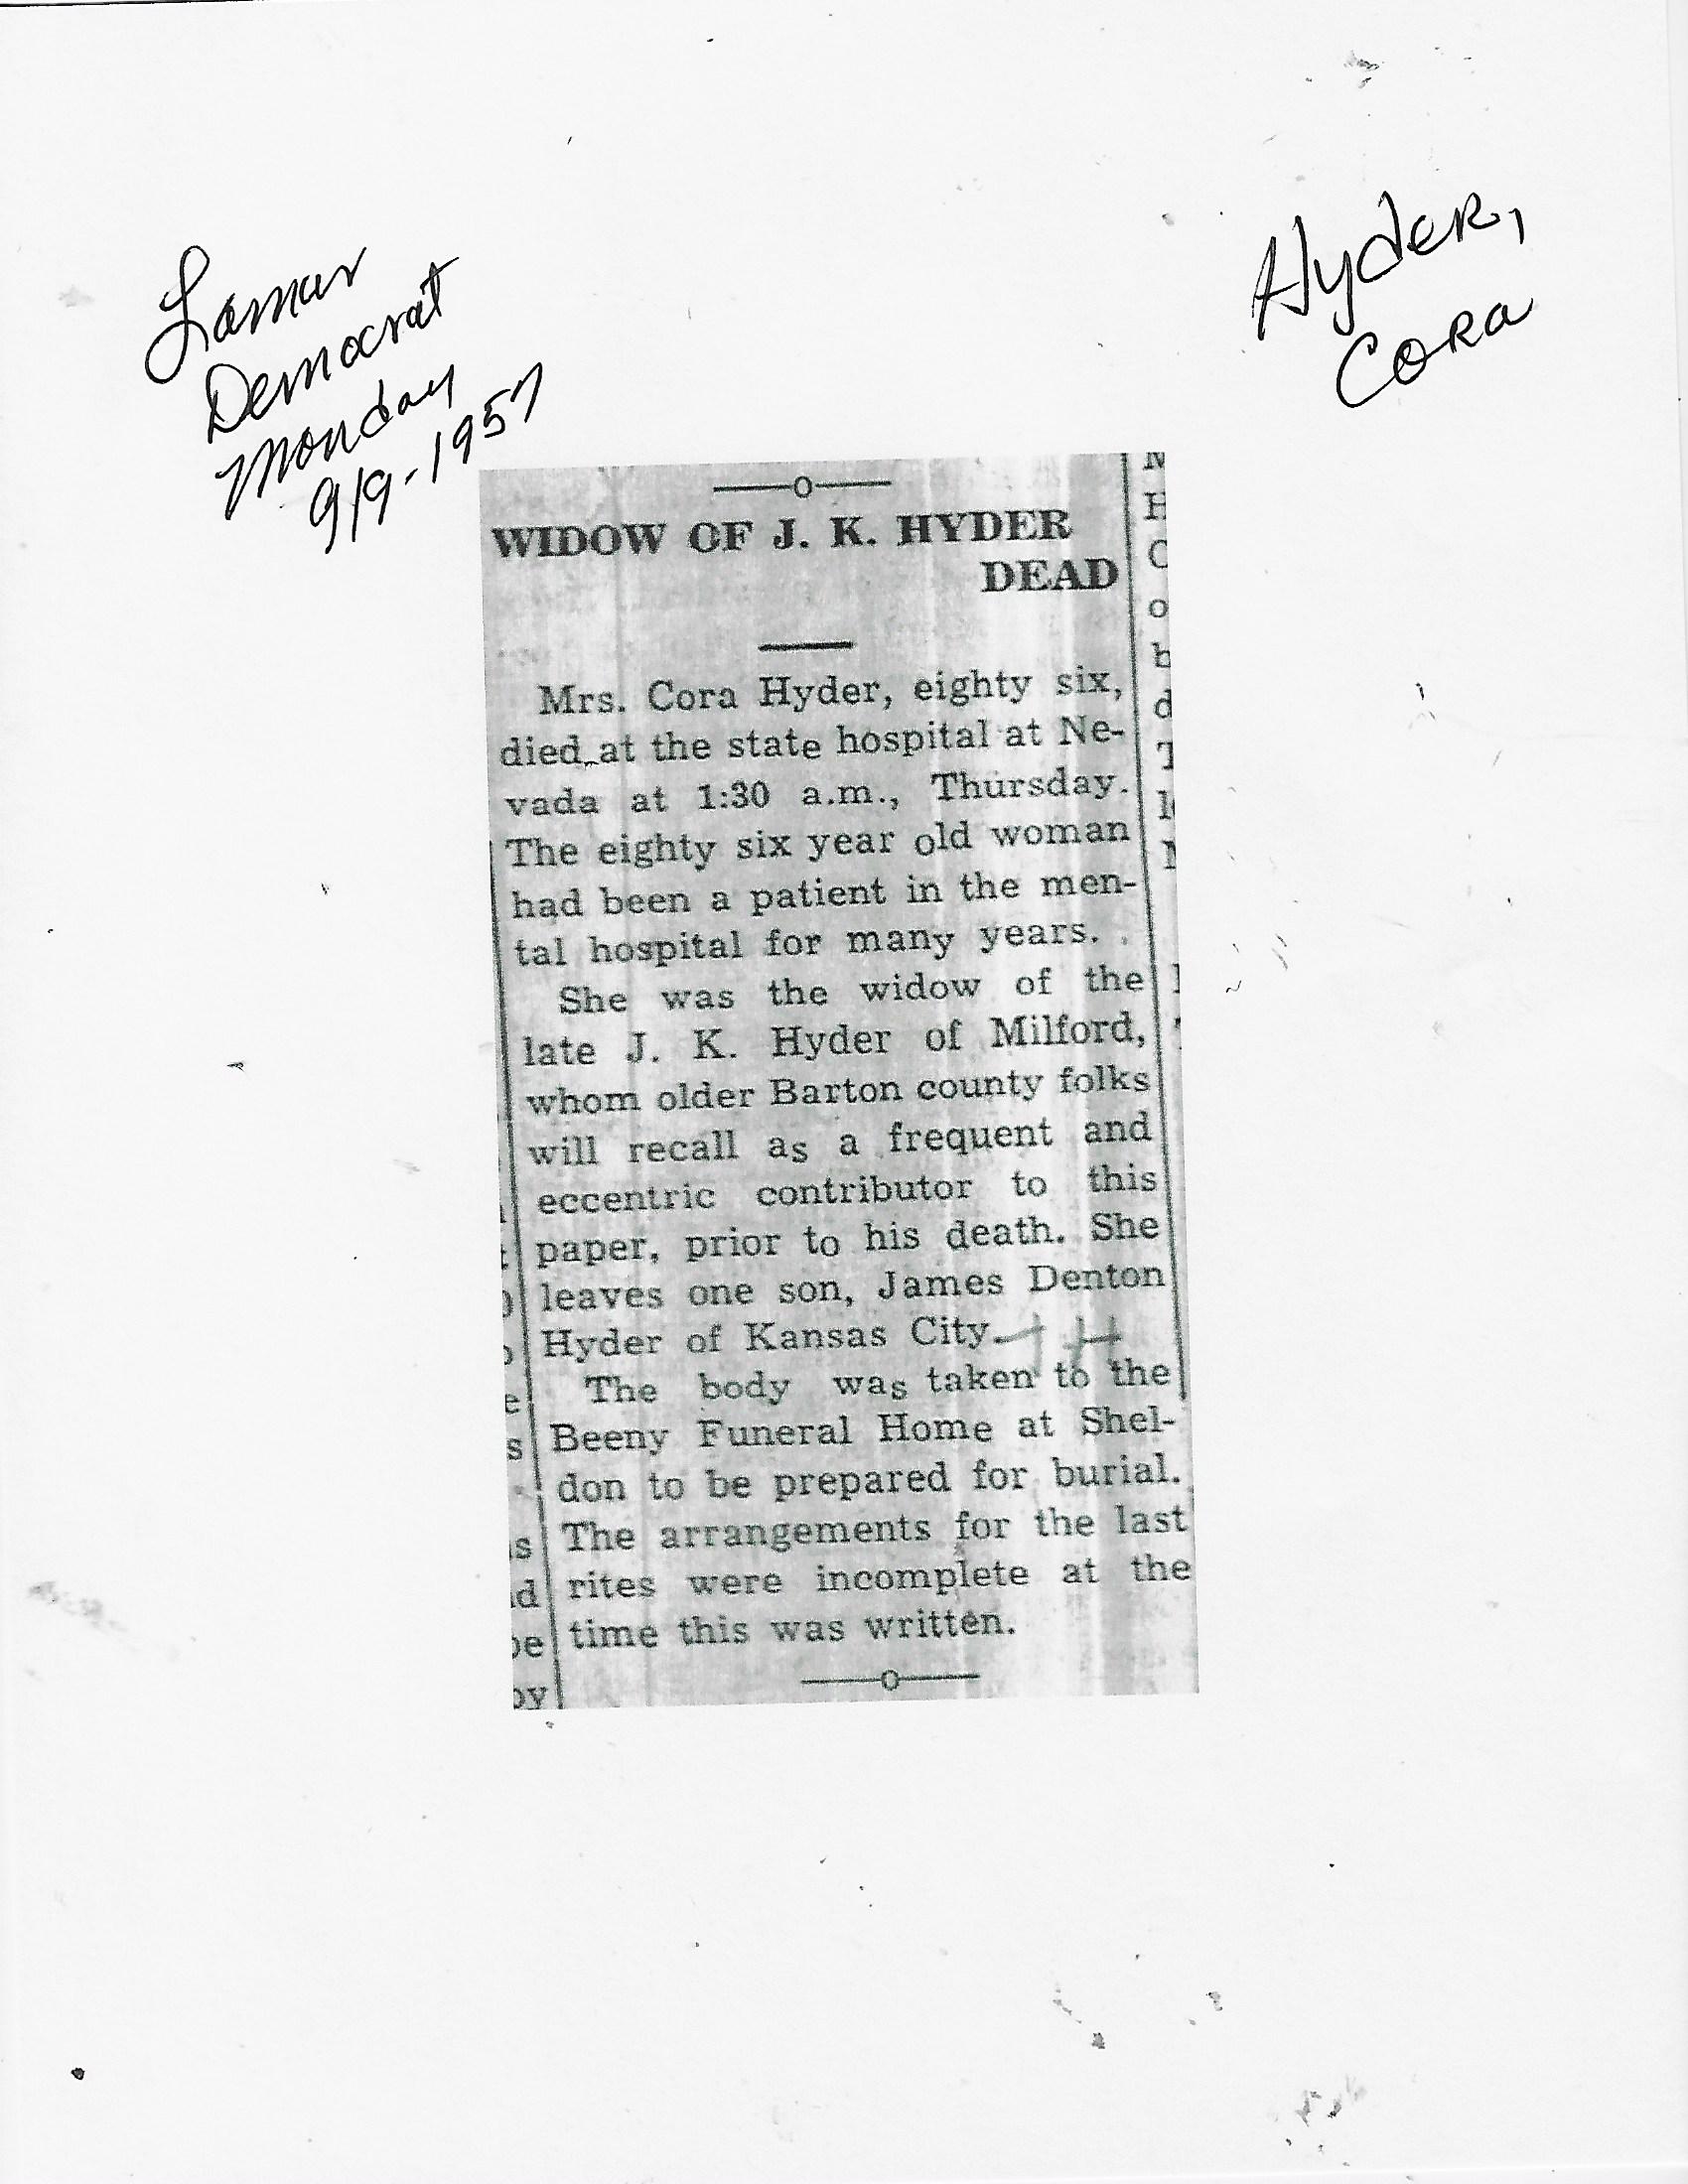 Lamar
Democrat
Monday
9/9-1957
Hyder,
Cora
WIDOW OF J. K. HYDER
DEAD
Mrs. Cora Hyder, eighty six,
died at the state hospital at Ne-
vada at 1:30 a.m., Thursday.
The eighty six year old woman
had been a patient in the men-
tal hospital for many years.
She was the widow of the
late J. K. Hyder of Milford,
whom older Barton county folks
will recall as a frequent and
eccentric contributor to this
paper, prior to his death. She
leaves one son, James Denton
Hyder of Kansas City.
The body was taken to the
Beeny Funeral Home at Shel-
don to be prepared for burial.
The arrangements for the last
rites were incomplete at the
time this was written.